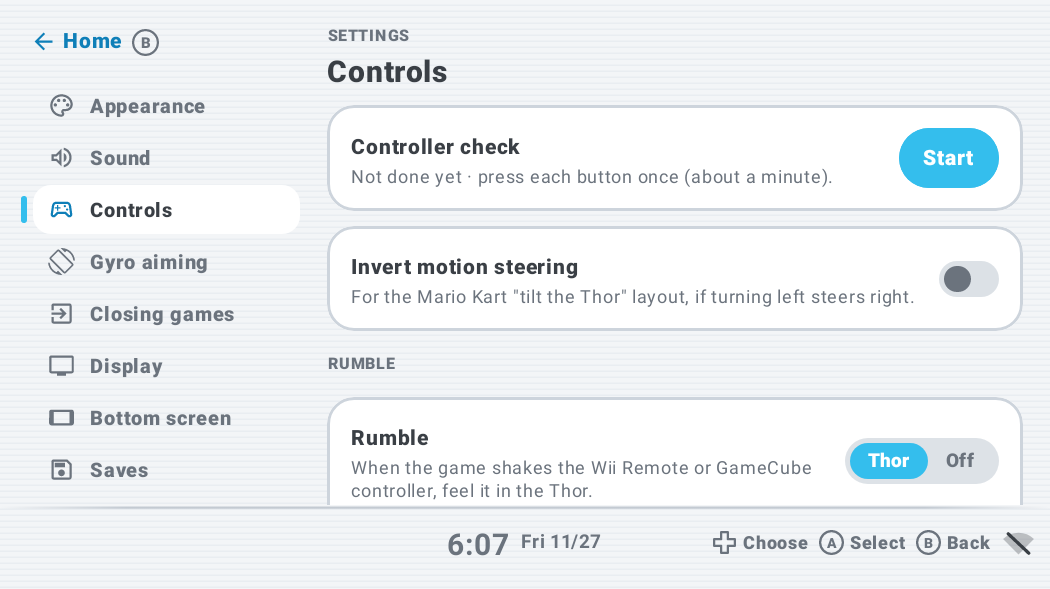 Home B
Appearance
Sound
Controls
Gyro aiming
Closing games
Display
Bottom screen
Saves
SETTINGS
Controls
Controller check
Not done yet · press each button once (about a minute).
Start
Invert motion steering
For the Mario Kart "tilt the Thor" layout, if turning left steers right.
RUMBLE
Rumble
When the game shakes the Wii Remote or GameCube
controller, feel it in the Thor.
Thor Off
6:07 Fri 11/27
Choose A Select B Back